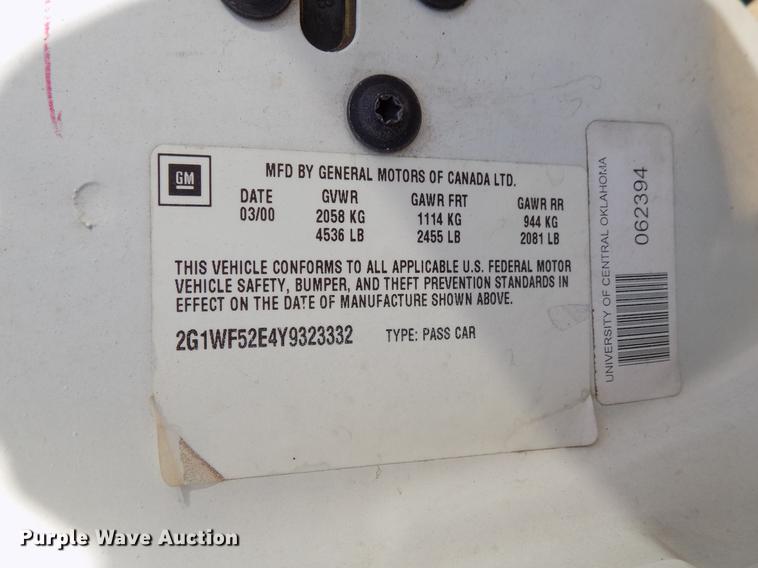 GM
MFD BY GENERAL MOTORS OF CANADA LTD.
DATE GVWR GAWR FRT GAWR RR
03/00 2058 KG 1114 KG 944 KG
4536 LB 2455 LB 2081 LB
THIS VEHICLE CONFORMS TO ALL APPLICABLE U.S. FEDERAL MOTOR
VEHICLE SAFETY, BUMPER, AND THEFT PREVENTION STANDARDS IN
EFFECT ON THE DATE OF MANUFACTURE SHOWN ABOVE.
2G1WF52E4Y9323332 TYPE: PASS CAR
UNIVERSITY OF CENTRAL OKLAHOMA
062394
Purple Wave Auction